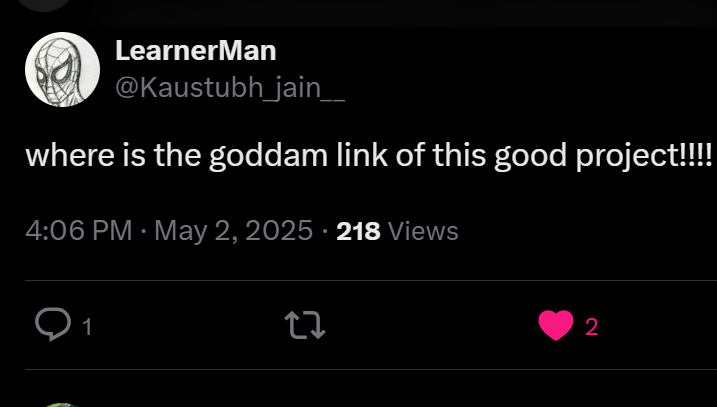 LearnerMan
@Kaustubh_jain__
where is the goddam link of this good project!!!!
4:06 PM · May 2, 2025 · 218 Views
1 2